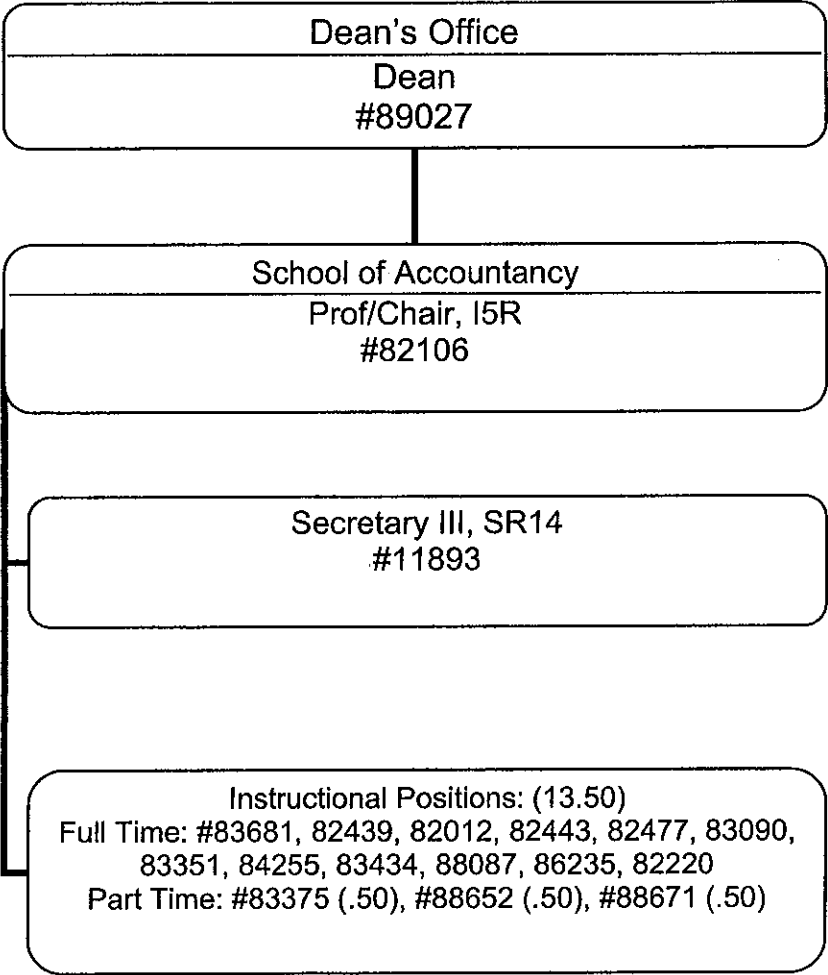 Dean's Office
Dean
#89027
School of Accountancy
Prof/Chair, I5R
#82106
Secretary III, SR14
#11893
Instructional Positions: (13.50)
Full Time: #83681, 82439, 82012, 82443, 82477, 83090,
83351, 84255, 83434, 88087, 86235, 82220
Part Time: #83375 (.50), #88652 (.50), #88671 (.50)